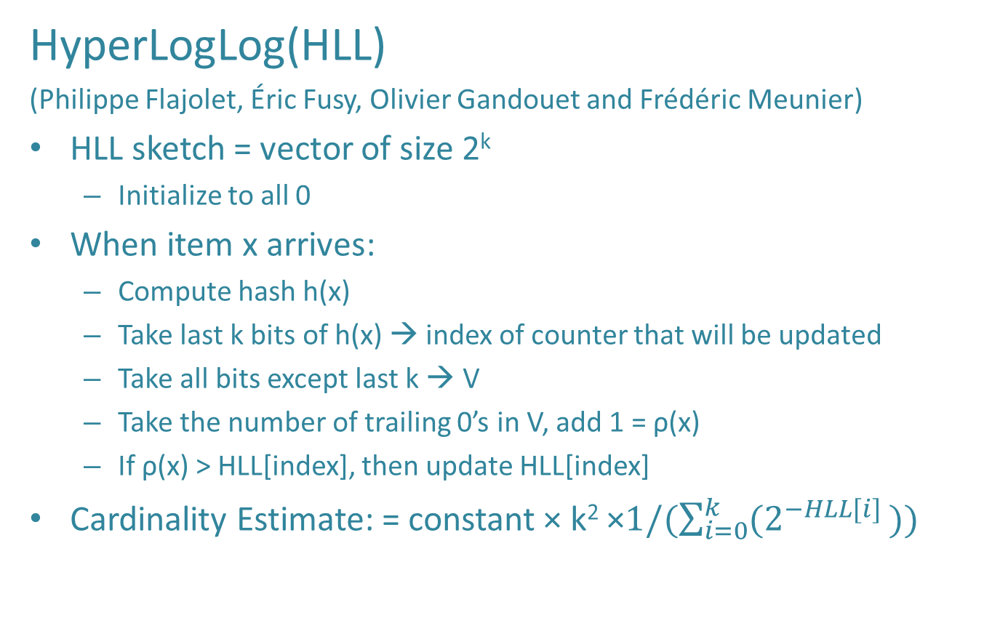 HyperLogLog(HLL)
(Philippe Flajolet, Éric Fusy, Olivier Gandouet and Frédéric Meunier)
• HLL sketch = vector of size 2ᵏ
– Initialize to all 0
• When item x arrives:
– Compute hash h(x)
– Take last k bits of h(x) → index of counter that will be updated
– Take all bits except last k → V
– Take the number of trailing 0’s in V, add 1 = ρ(x)
– If ρ(x) > HLL[index], then update HLL[index]
• Cardinality Estimate: = constant × k² ×1/(∑_{i=0}^{k}(2^{−HLL[i]} ))